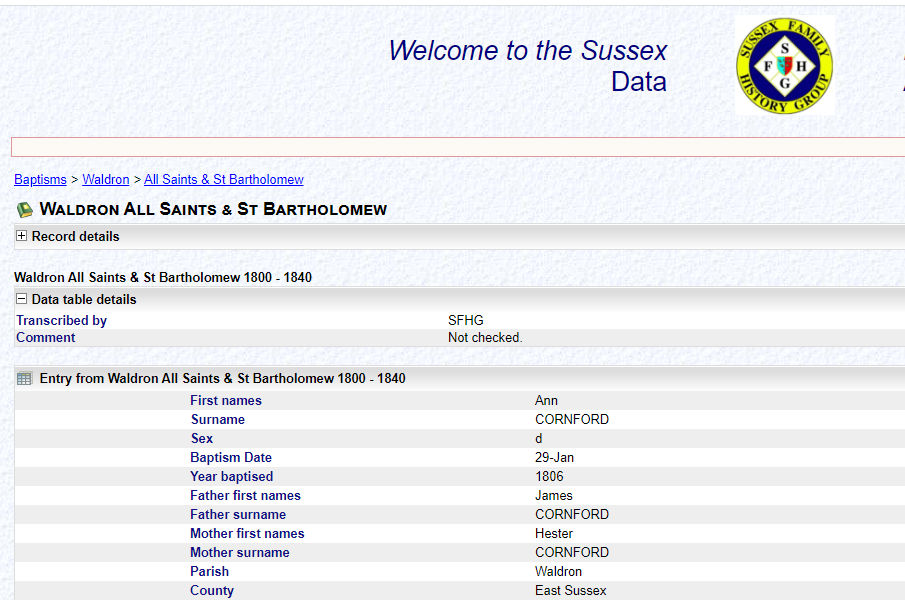 Welcome to the Sussex
Data
SUSSEX FAMILY
S
F H
G
HISTORY GROUP
Baptisms > Waldron > All Saints & St Bartholomew
WALDRON ALL SAINTS & ST BARTHOLOMEW
Record details
Waldron All Saints & St Bartholomew 1800 - 1840
Data table details
Transcribed by SFHG
Comment Not checked.
Entry from Waldron All Saints & St Bartholomew 1800 - 1840
First names Ann
Surname CORNFORD
Sex d
Baptism Date 29-Jan
Year baptised 1806
Father first names James
Father surname CORNFORD
Mother first names Hester
Mother surname CORNFORD
Parish Waldron
County East Sussex